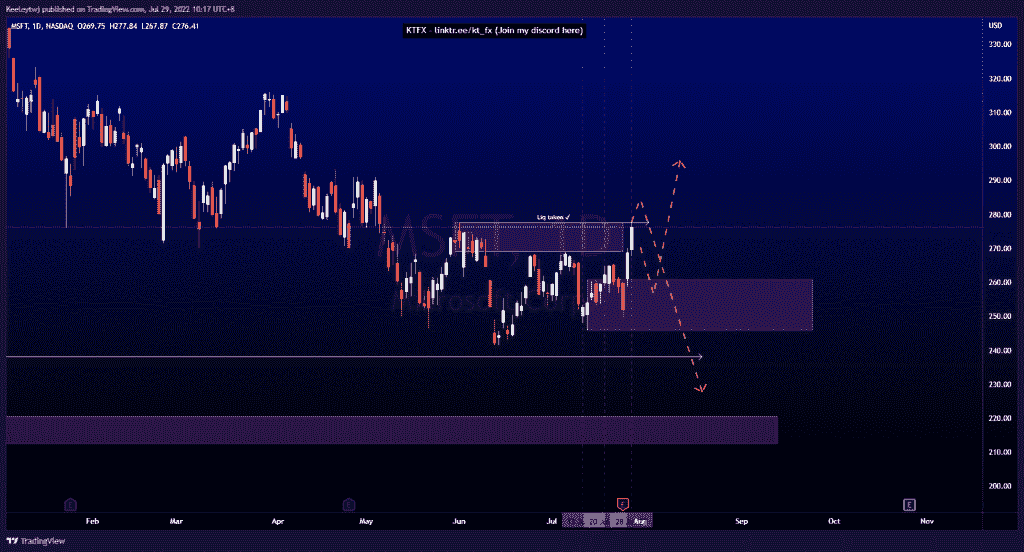 Keeleytwj published on TradingView.com, Jul 29, 2022 10:17 UTC+8
MSFT, 1D, NASDAQ O269.75 H277.84 L267.87 C276.41
KTFX - linktr.ee/kt_fx (Join my discord here)
USD
330.00
320.00
310.00
300.00
290.00
280.00
270.00
260.00
250.00
240.00
230.00
220.00
210.00
200.00
Liq taken ✓
MSFT, 1D
E
E
E
E
Feb
Mar
Apr
May
Jun
Jul
20
28
Aug
Sep
Oct
Nov
TradingView